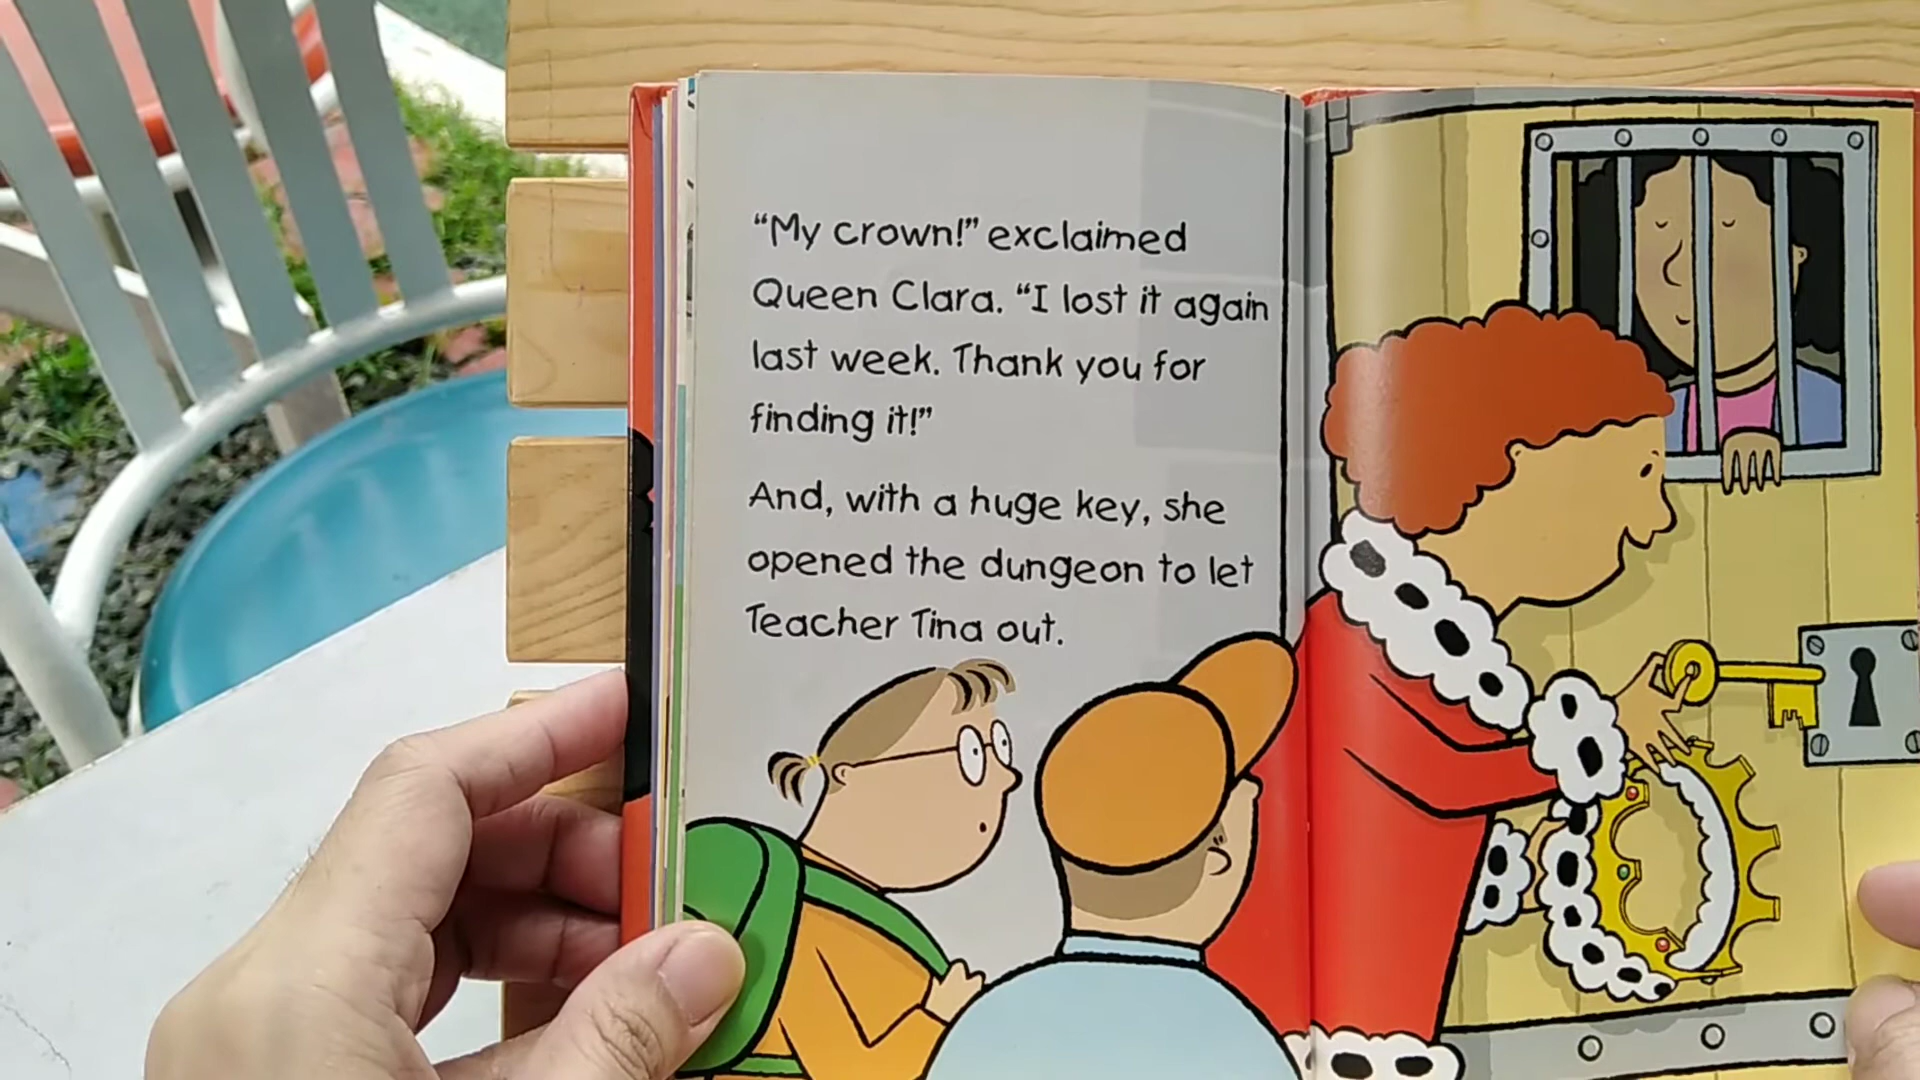 “My crown!” exclaimed
Queen Clara. “I lost it again
last week. Thank you for
finding it!”
And, with a huge key, she
opened the dungeon to let
Teacher Tina out.